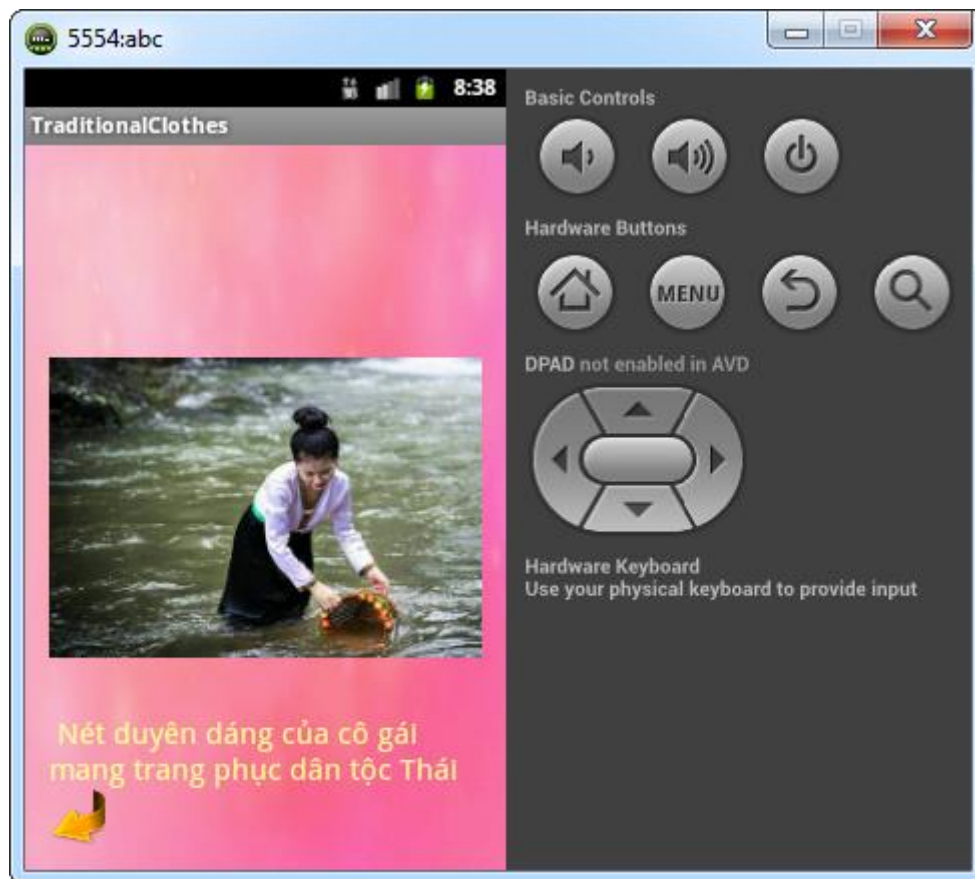 5554:abc
8:38
TraditionalClothes
Nét duyên dáng của cô gái
mang trang phục dân tộc Thái
Basic Controls
Hardware Buttons
MENU
DPAD not enabled in AVD
Hardware Keyboard
Use your physical keyboard to provide input